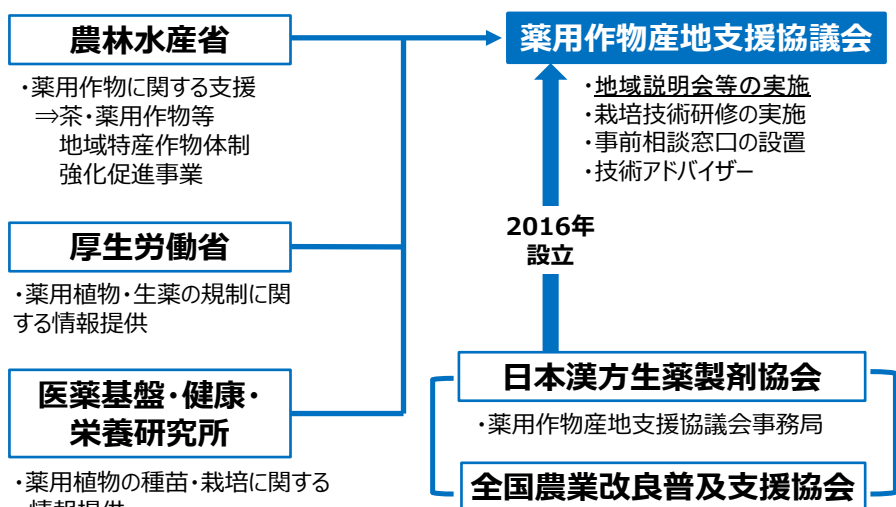 農林水産省
・薬用作物に関する支援
⇒茶・薬用作物等
地域特産作物体制
強化促進事業
厚生労働省
・薬用植物・生薬の規制に関
する情報提供
医薬基盤・健康・
栄養研究所
・薬用植物の種苗・栽培に関する
薬用作物産地支援協議会
・地域説明会等の実施
・栽培技術研修の実施
・事前相談窓口の設置
・技術アドバイザー
2016年
設立
日本漢方生薬製剤協会
・薬用作物産地支援協議会事務局
全国農業改良普及支援協会